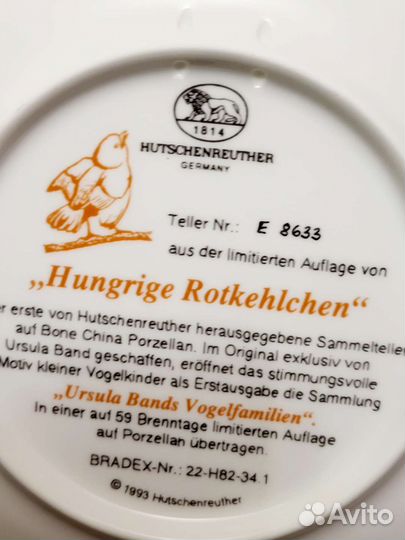 1814
HUTSCHENREUTHER
GERMANY
Teller Nr.: E 8633
aus der limitierten Auflage von
„Hungrige Rotkehlchen“
er erste von Hutschenreuther herausgegebene Sammelteller
auf Bone China Porzellan. Im Original exklusiv von
Ursula Band geschaffen, eröffnet das stimmungsvolle
Motiv kleiner Vogelkinder als Erstausgabe die Sammlung
„Ursula Bands Vogelfamilien“.
In einer auf 59 Brenntage limitierten Auflage
auf Porzellan übertragen.
BRADEX-Nr.: 22-H82-34.1
© 1993 Hutschenreuther
Avito